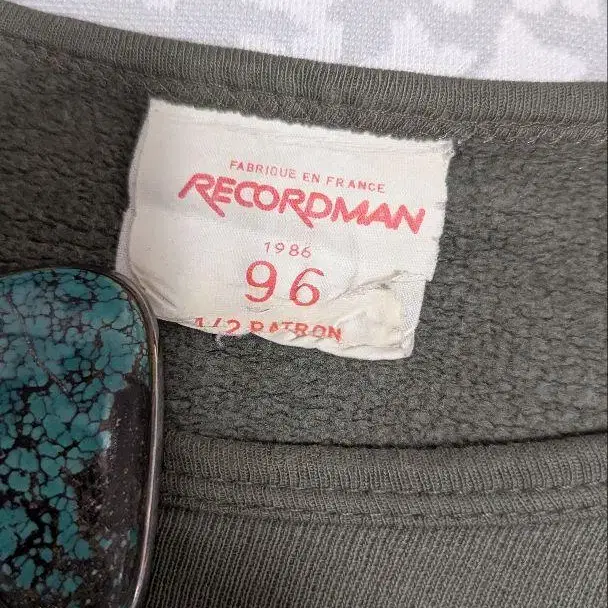 FABRIQUE EN FRANCE
RECORDMAN
1986
96
1/2 PATRON